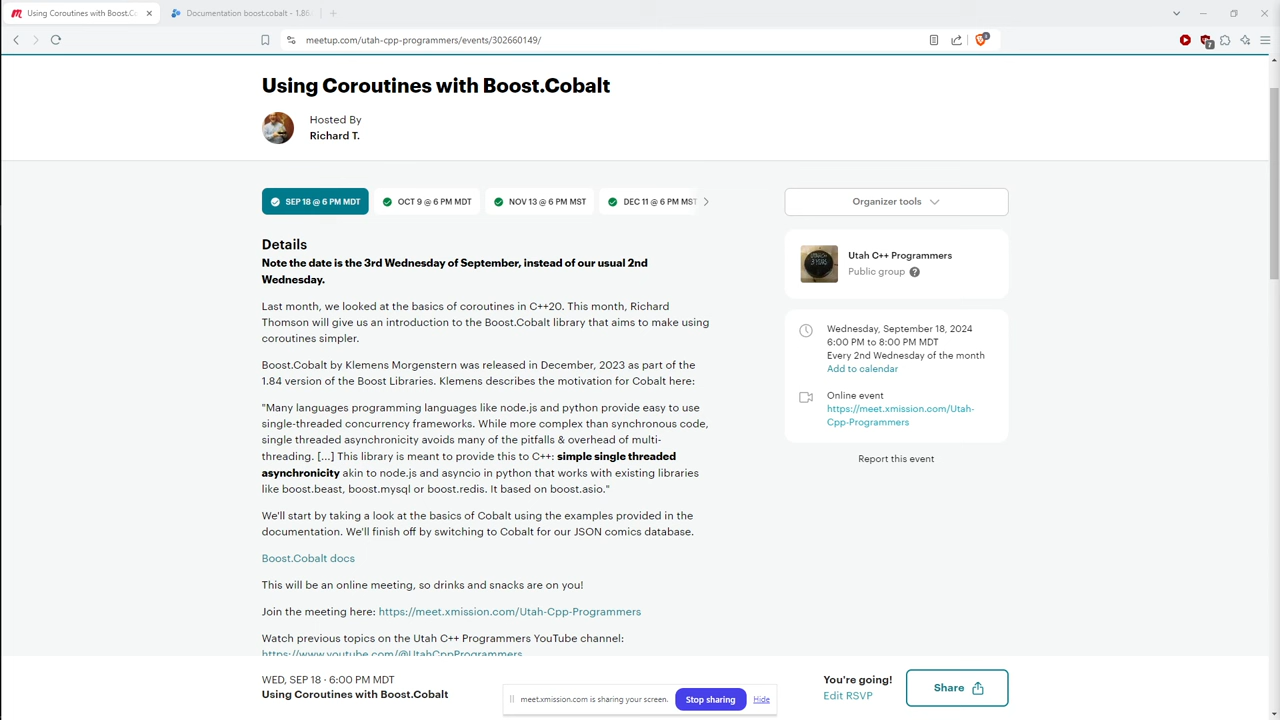 Using Coroutines with Boost.C
Documentation boost.cobalt - 1.86
meetup.com/utah-cpp-programmers/events/302660149/
7
Using Coroutines with Boost.Cobalt
Hosted By
Richard T.
SEP 18 @ 6 PM MDT
OCT 9 @ 6 PM MDT
NOV 13 @ 6 PM MST
DEC 11 @ 6 PM MST
Organizer tools
Details
Note the date is the 3rd Wednesday of September, instead of our usual 2nd
Wednesday.
Last month, we looked at the basics of coroutines in C++20. This month, Richard
Thomson will give us an introduction to the Boost.Cobalt library that aims to make using
coroutines simpler.
Boost.Cobalt by Klemens Morgenstern was released in December, 2023 as part of the
1.84 version of the Boost Libraries. Klemens describes the motivation for Cobalt here:
"Many languages programming languages like node.js and python provide easy to use
single-threaded concurrency frameworks. While more complex than synchronous code,
single threaded asynchronicity avoids many of the pitfalls & overhead of multi-
threading. [...] This library is meant to provide this to C++: simple single threaded
asynchronicity akin to node.js and asyncio in python that works with existing libraries
like boost.beast, boost.mysql or boost.redis. It based on boost.asio."
We'll start by taking a look at the basics of Cobalt using the examples provided in the
documentation. We'll finish off by switching to Cobalt for our JSON comics database.
Boost.Cobalt docs
This will be an online meeting, so drinks and snacks are on you!
Join the meeting here: https://meet.xmission.com/Utah-Cpp-Programmers
Watch previous topics on the Utah C++ Programmers YouTube channel:
https://www.youtube.com/@UtahCppProgrammers
Utah C++ Programmers
Public group
Wednesday, September 18, 2024
6:00 PM to 8:00 PM MDT
Every 2nd Wednesday of the month
Add to calendar
Online event
https://meet.xmission.com/Utah-
Cpp-Programmers
Report this event
WED, SEP 18 · 6:00 PM MDT
Using Coroutines with Boost.Cobalt
meet.xmission.com is sharing your screen.
Stop sharing
Hide
You're going!
Edit RSVP
Share